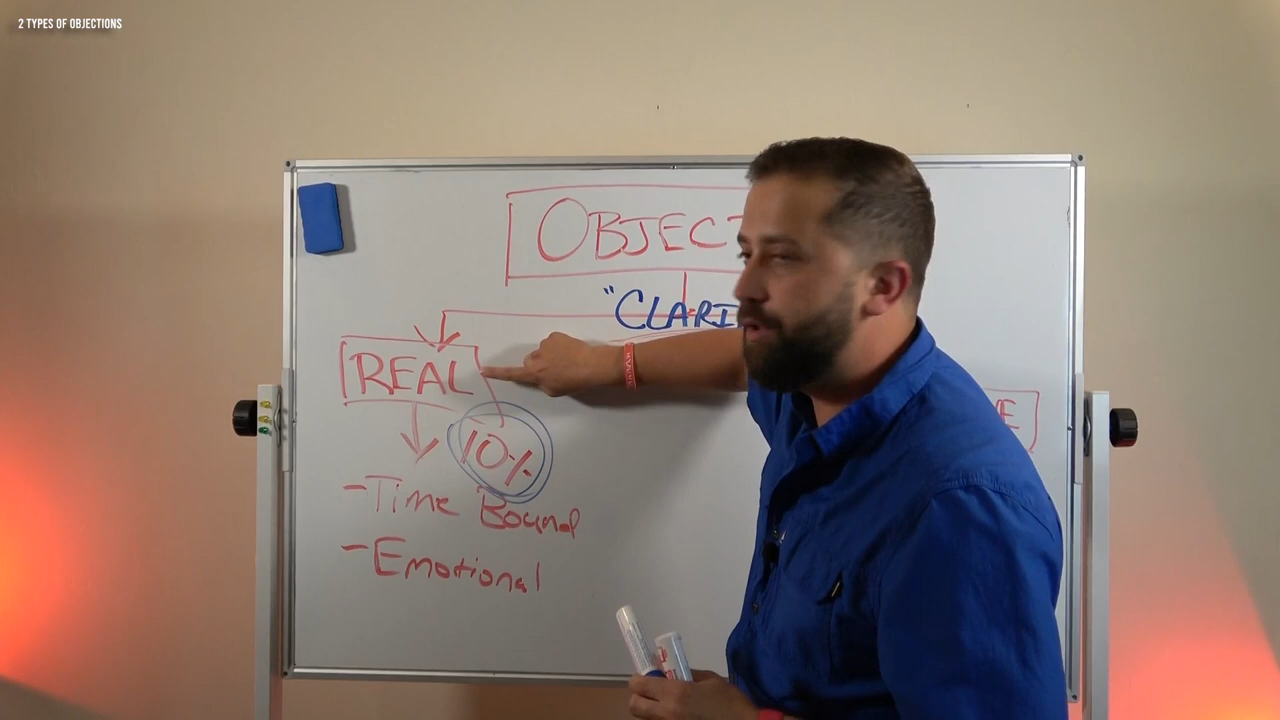 2 TYPES OF OBJECTIONS
OBJECT
"CLARI
REAL
10%
- Time Bound
- Emotional
E